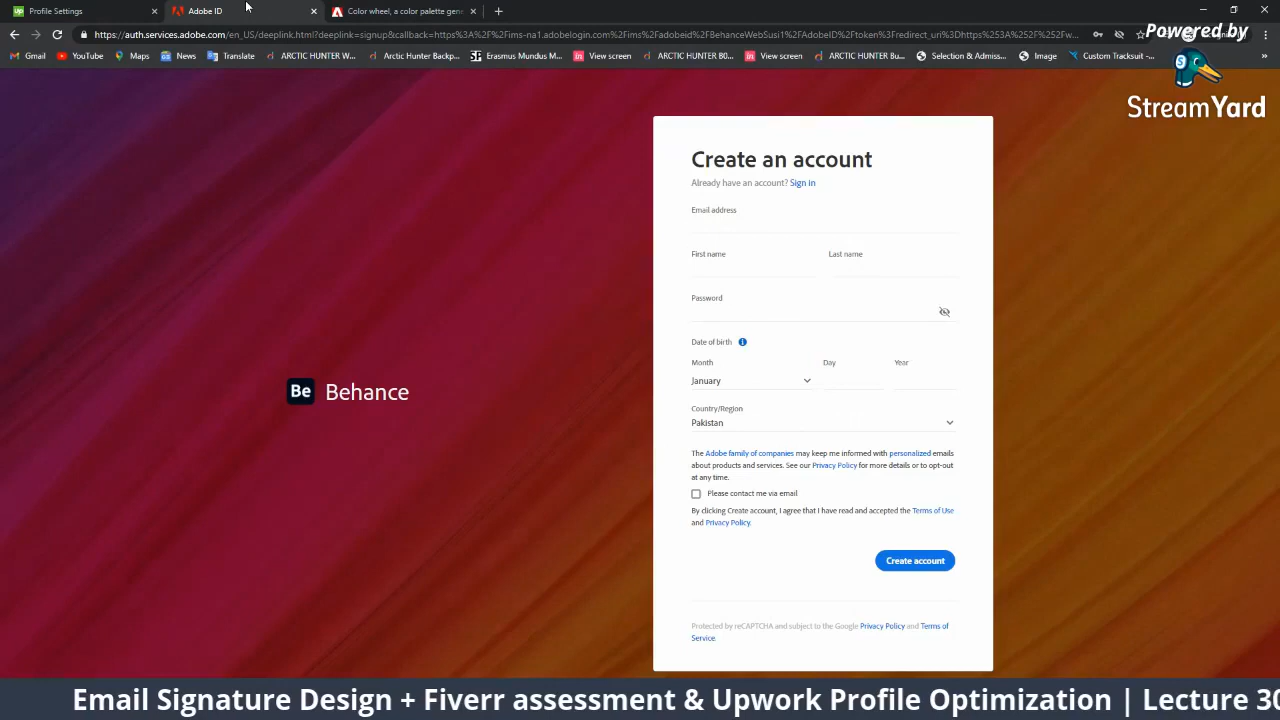 Profile Settings
Adobe ID
Color wheel, a color palette gene
https://authservices.adobe.com/en_US/deeplink.html?deeplink=signup&callback=https%3A%2F%2Fims-na1.adobelogin.com%2Fims%2Fadobeid%2FBehanceWebSusi1%2FAdobeID%2Ftoken%3Fredirect_uri%3Dhttps%253A%252F%252Fw...
Powered by
Gmail YouTube Maps News Translate ARCTIC HUNTER W... Arctic Hunter Backp... Erasmus Mundus M... View screen ARCTIC HUNTER 80... View screen ARCTIC HUNTER Bu... Selection & Admiss... Image Custom Tracksuit -...
StreamYard
Create an account
Already have an account? Sign in
Email address
First name Last name
Password
Date of birth
Month Day Year
January
Be Behance
Country/Region
Pakistan
The Adobe family of companies may keep me informed with personalized emails
about products and services. See our Privacy Policy for more details or to opt-out
at any time.
Please contact me via email
By clicking Create account, I agree that I have read and accepted the Terms of Use
and Privacy Policy.
Create account
Protected by reCAPTCHA and subject to the Google Privacy Policy and Terms of
Service.
Email Signature Design + Fiverr assessment & Upwork Profile Optimization | Lecture 30